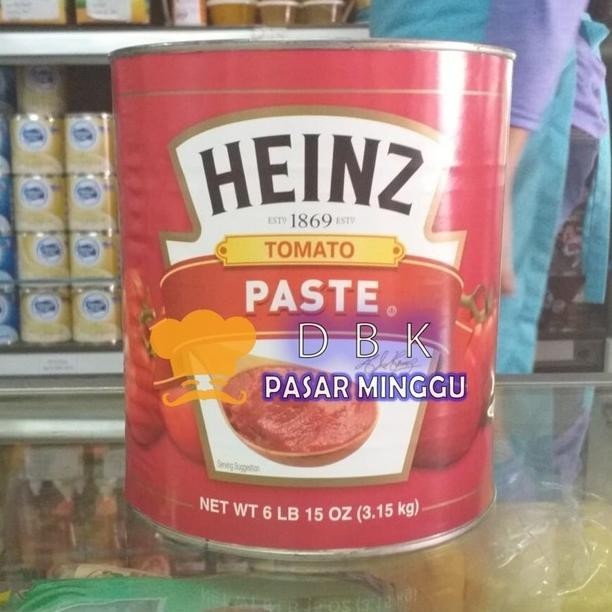 HEINZ
ESTD 1869 ESTD
TOMATO
PASTE
DBK
PASAR MINGGU
Serving Suggestion
NET WT 6 LB 15 OZ (3.15 kg)